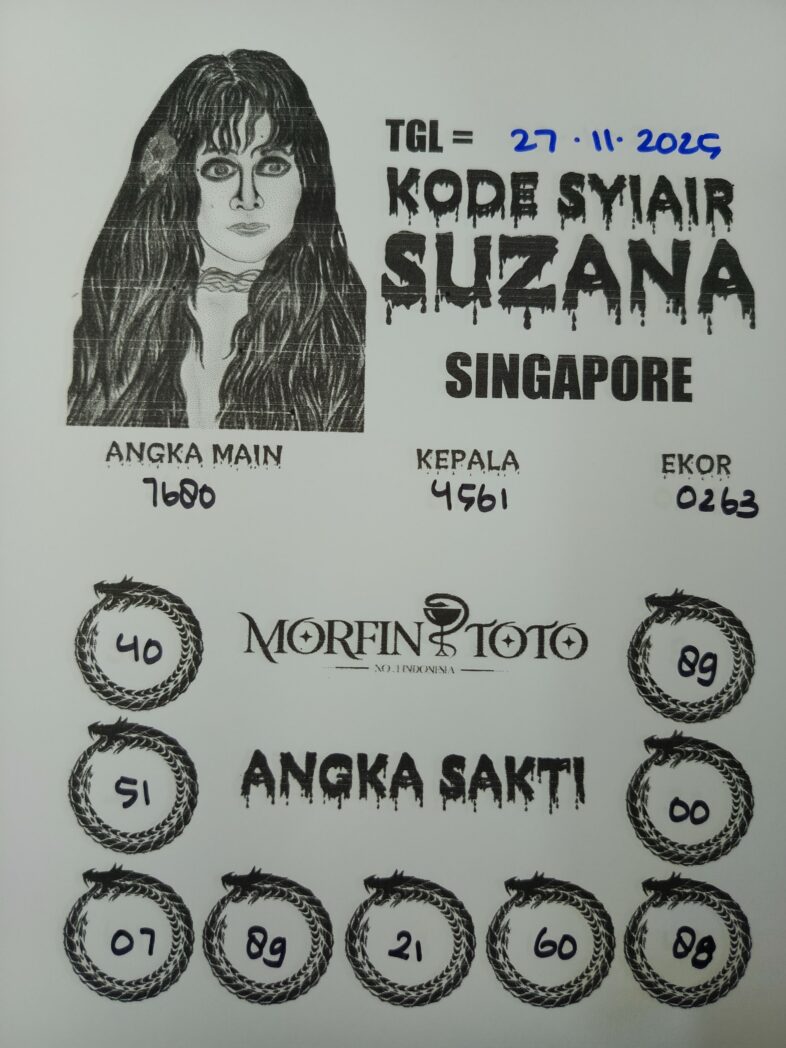 TGL = 27.11.2025
KODE SYIAIR
SUZANA
SINGAPORE
ANGKA MAIN KEPALA EKOR
7680 4561 0263
MORFIN TOTO
NO.1 INDONESIA
40 89
ANGKA SAKTI
51 00
07 89 21 60 88